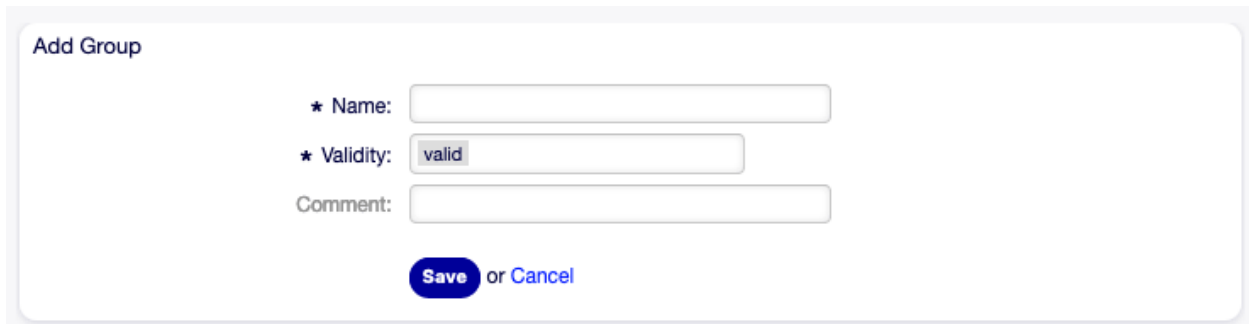 Add Group
★ Name:
★ Validity: valid
Comment:
Save or Cancel